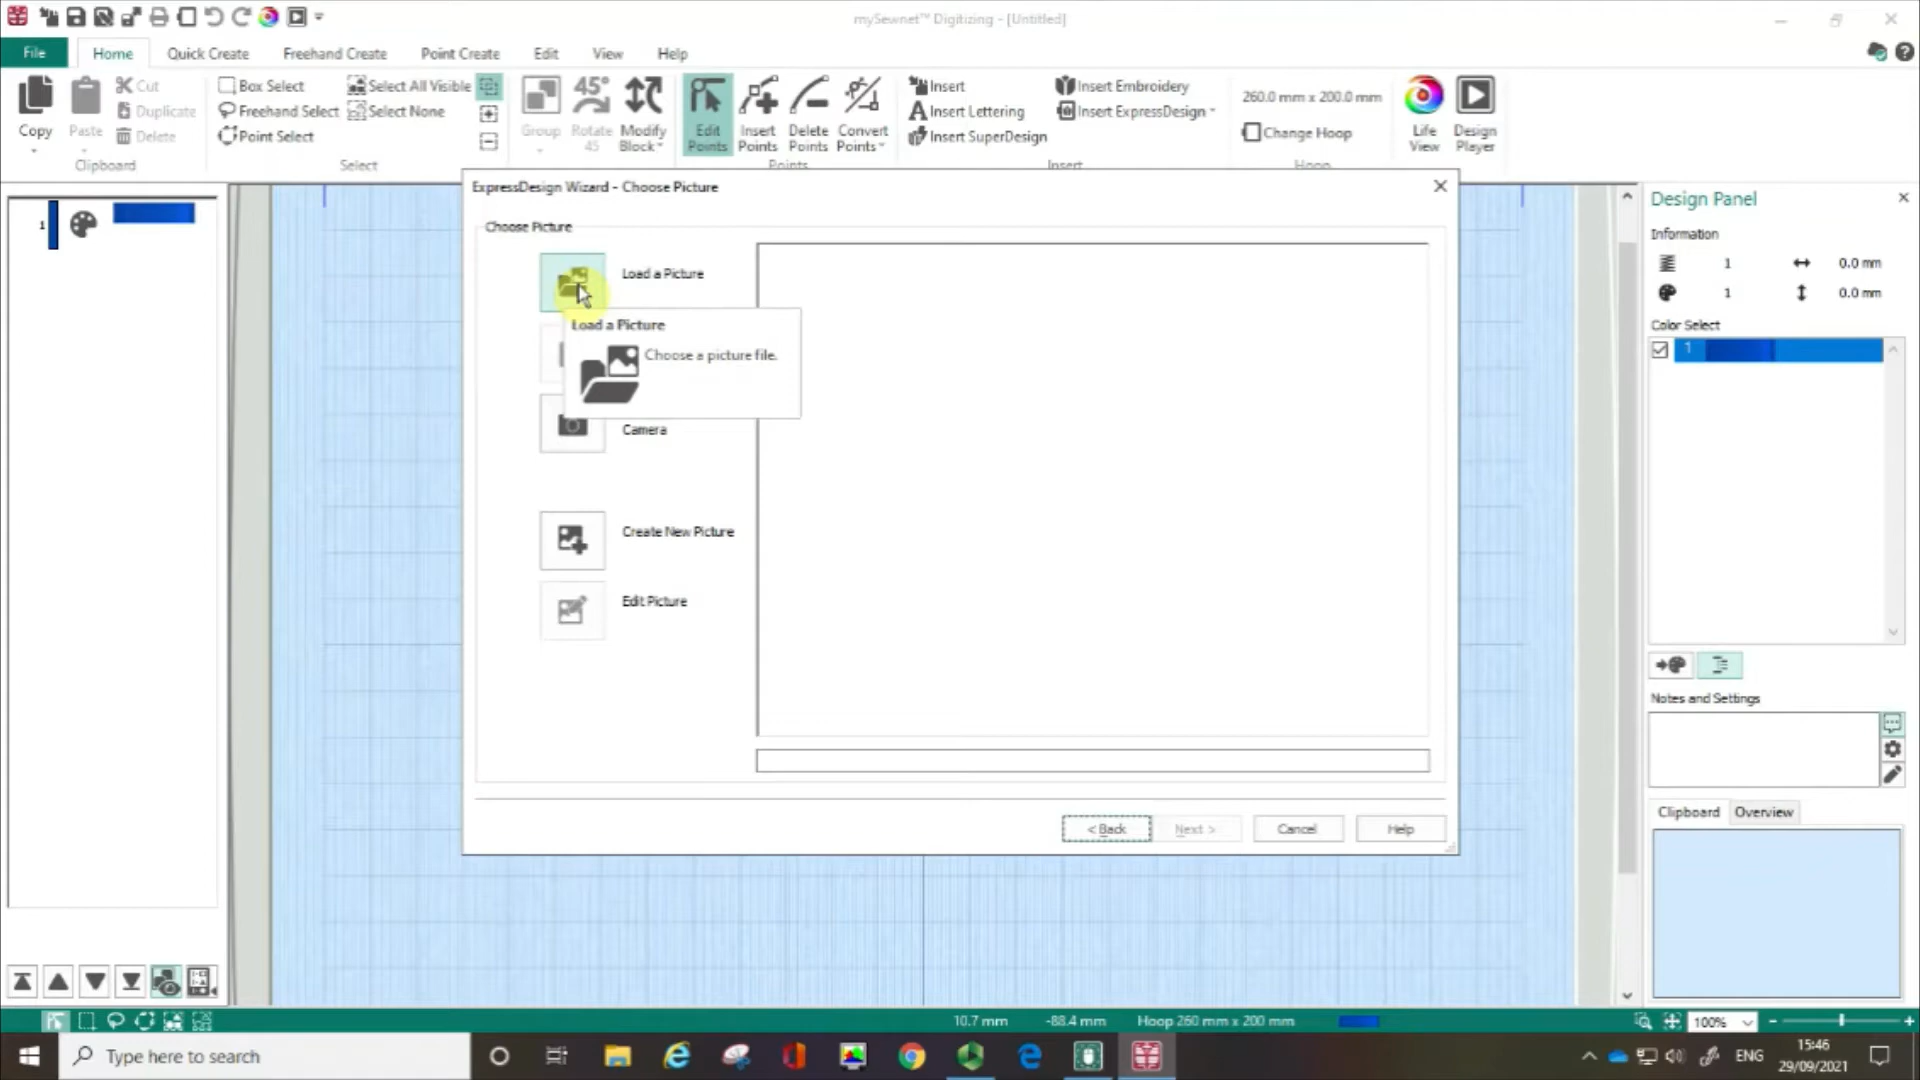 mySewnet™ Digitizing - [Untitled]
File
Home
Quick Create
Freehand Create
Point Create
Edit
View
Help
Copy
Paste
Cut
Duplicate
Delete
Clipboard
Box Select
Freehand Select
Point Select
Select All Visible
Select None
Select
Group
Rotate
45
45°
Modify
Block
Edit
Points
Insert
Points
Delete
Points
Convert
Points
Points
Insert
Insert Lettering
Insert SuperDesign
Insert Embroidery
Insert ExpressDesign
Insert
260.0 mm x 200.0 mm
Change Hoop
Hoop
Life
View
Design
Player
1
ExpressDesign Wizard - Choose Picture
Choose Picture
Load a Picture
Load a Picture
Choose a picture file.
Camera
Create New Picture
Edit Picture
< Back
Next >
Cancel
Help
Design Panel
Information
1
0.0 mm
1
0.0 mm
Color Select
1
Notes and Settings
Clipboard
Overview
10.7 mm
-88.4 mm
Hoop 260 mm x 200 mm
100%
Type here to search
ENG
15:46
29/09/2021